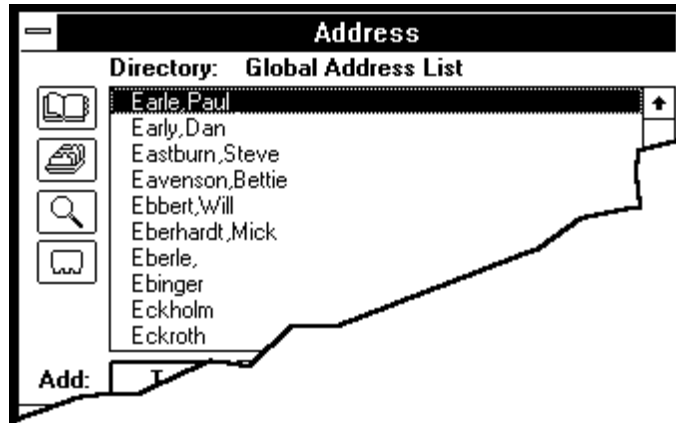 Address
Directory: Global Address List
Earle,Paul
Early,Dan
Eastburn,Steve
Eavenson,Bettie
Ebbert,Will
Eberhardt,Mick
Eberle,
Ebinger
Eckholm
Eckroth
Add: